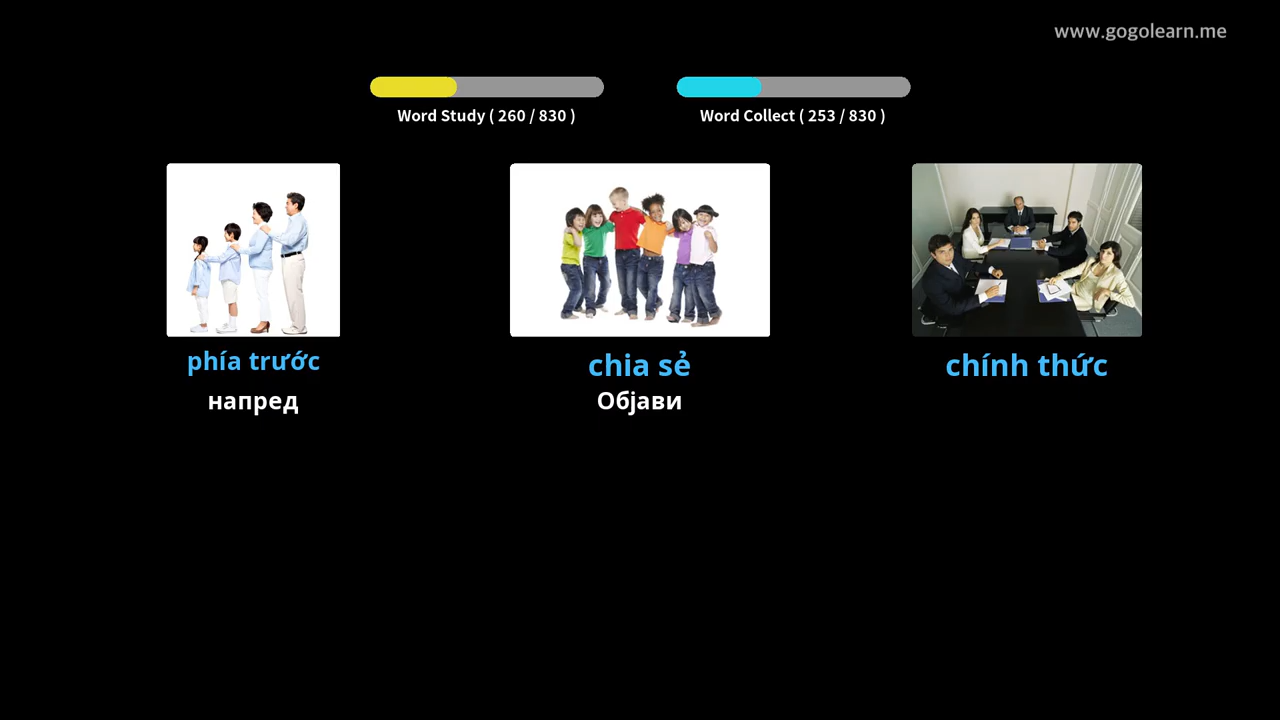 www.gogolearn.me
Word Study ( 260 / 830 )
Word Collect ( 253 / 830 )
phía trước
chia sẻ
chính thức
напред
Објави